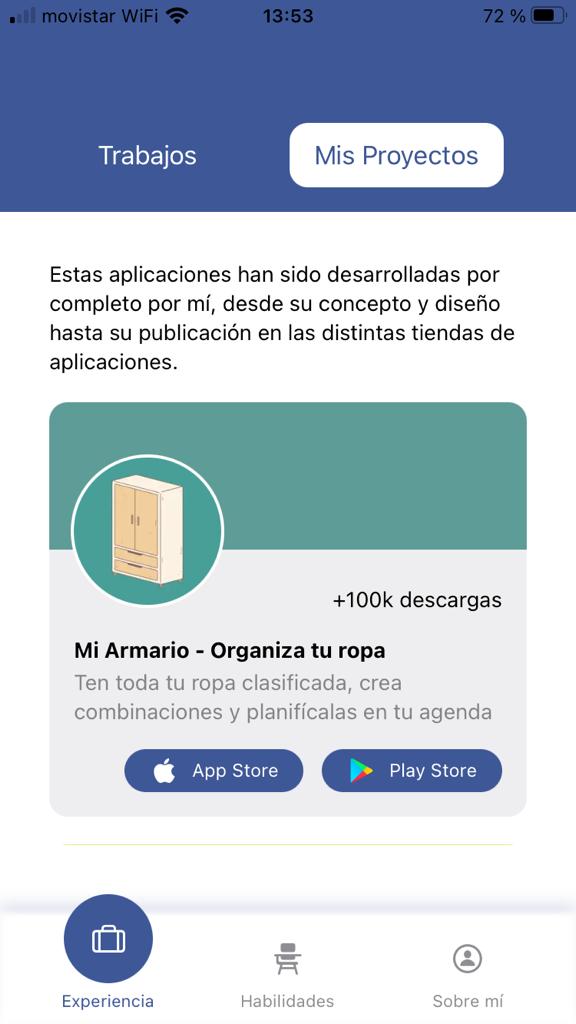 movistar WiFi 13:53 72 %
Trabajos Mis Proyectos
Estas aplicaciones han sido desarrolladas por
completo por mí, desde su concepto y diseño
hasta su publicación en las distintas tiendas de
aplicaciones.
+100k descargas
Mi Armario - Organiza tu ropa
Ten toda tu ropa clasificada, crea
combinaciones y planifícalas en tu agenda
App Store Play Store
Experiencia Habilidades Sobre mí